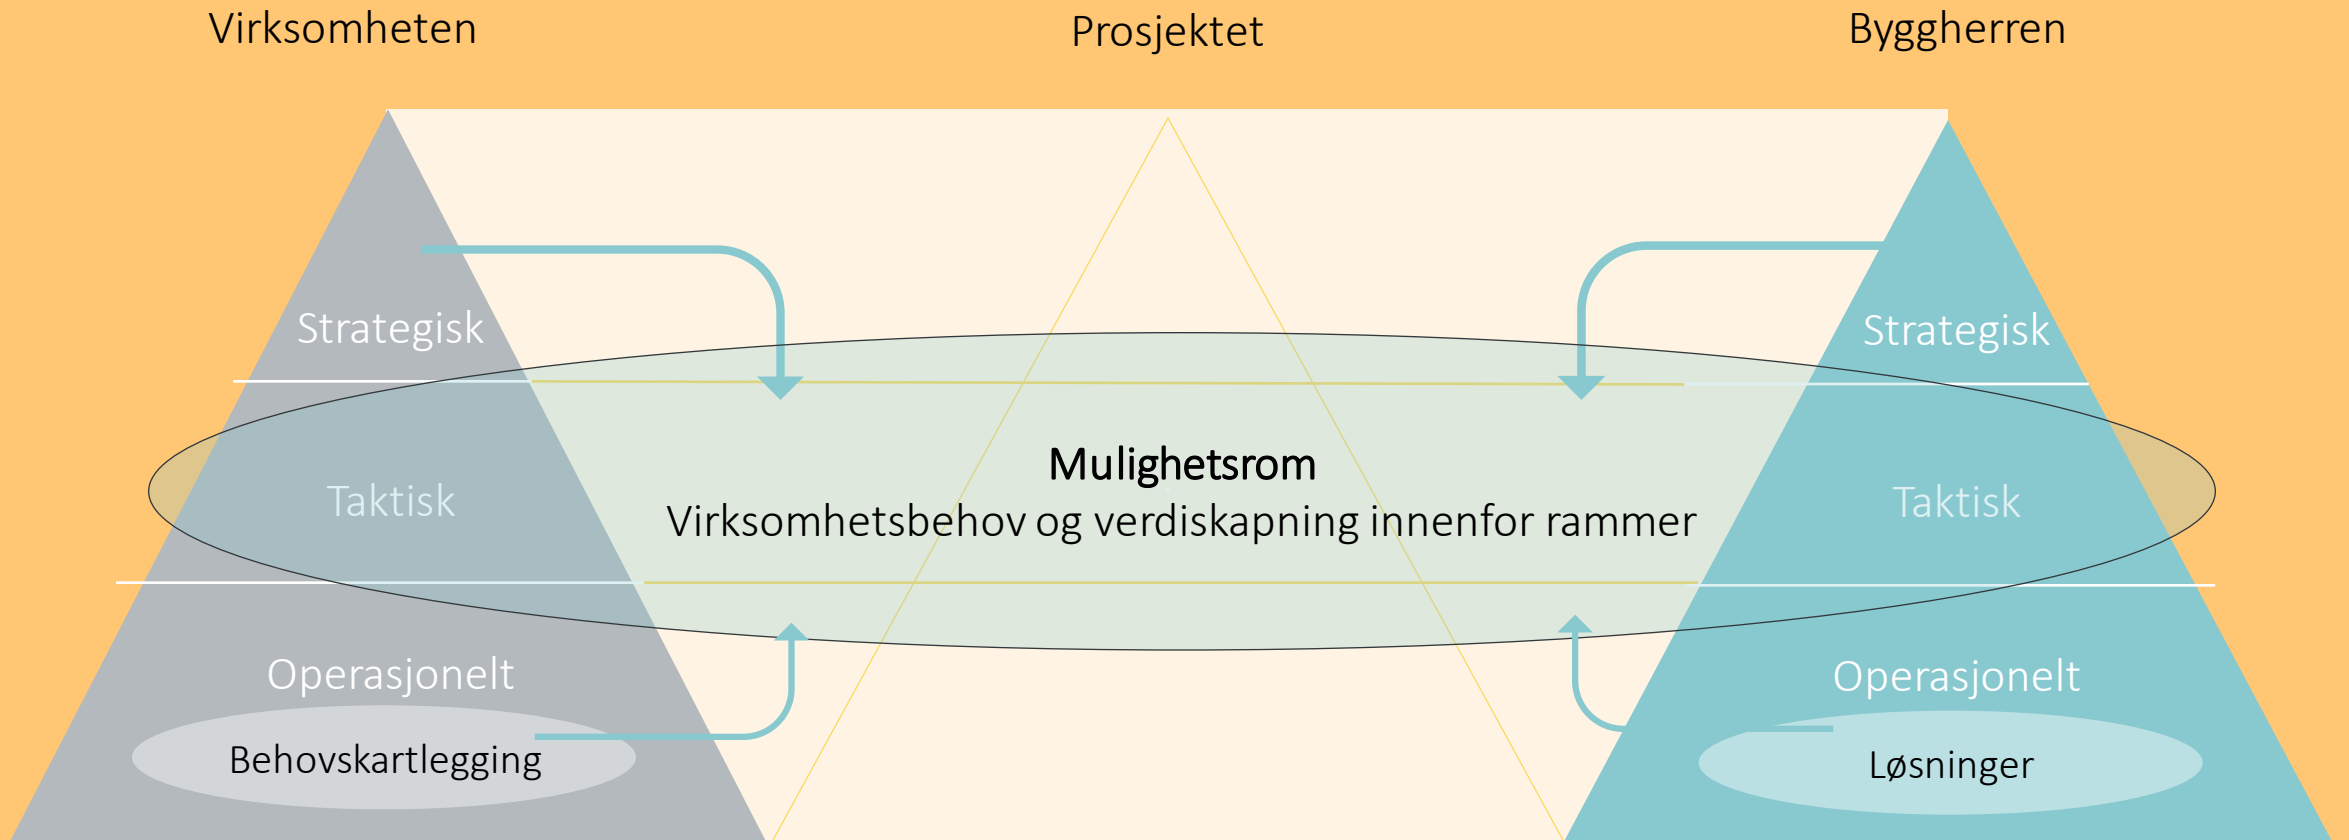 Virksomheten
Prosjektet
Byggherren
Strategisk
Strategisk
Mulighetsrom
Taktisk
Virksomhetsbehov og verdiskapning innenfor rammer
Taktisk
Operasjonelt
Operasjonelt
Behovskartlegging
Løsninger